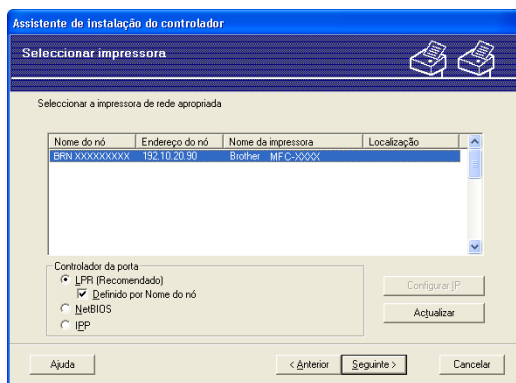 Assistente de instalação do controlador
Seleccionar impressora
Seleccionar a impressora de rede apropriada
Nome do nó Endereço do nó Nome da impressora Localização
BRN XXXXXXXXX 192.10.20.90 Brother MFC-XXXX
Controlador da porta
LPR (Recomendado)
Definido por Nome do nó
NetBIOS
IPP
Configurar IP
Actualizar
Ajuda < Anterior Seguinte > Cancelar